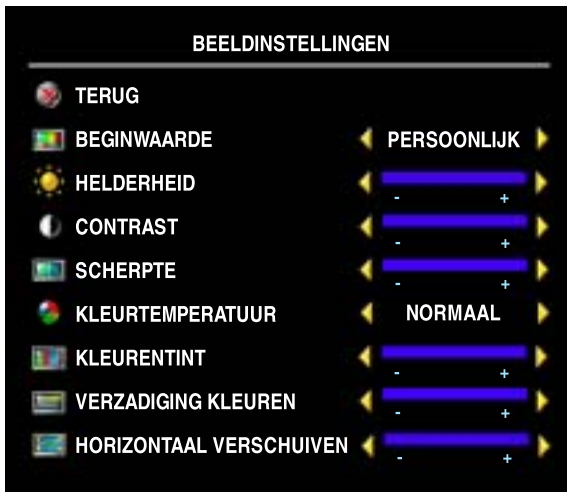 BEELDINSTELLINGEN
TERUG
BEGINWAARDE PERSOONLIJK
HELDERHEID
- +
CONTRAST
- +
SCHERPTE
- +
KLEURTEMPERATUUR NORMAAL
KLEURENTINT
- +
VERZADIGING KLEUREN
- +
HORIZONTAAL VERSCHUIVEN
- +